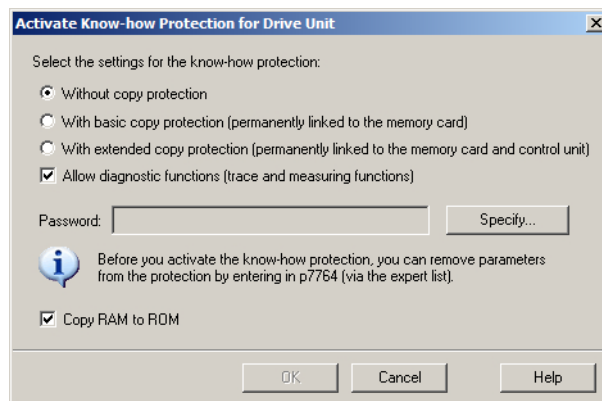 Activate Know-how Protection for Drive Unit
Select the settings for the know-how protection:
Without copy protection
With basic copy protection (permanently linked to the memory card)
With extended copy protection (permanently linked to the memory card and control unit)
Allow diagnostic functions (trace and measuring functions)
Password:
Specify...
Before you activate the know-how protection, you can remove parameters
from the protection by entering in p7764 (via the expert list).
Copy RAM to ROM
OK
Cancel
Help